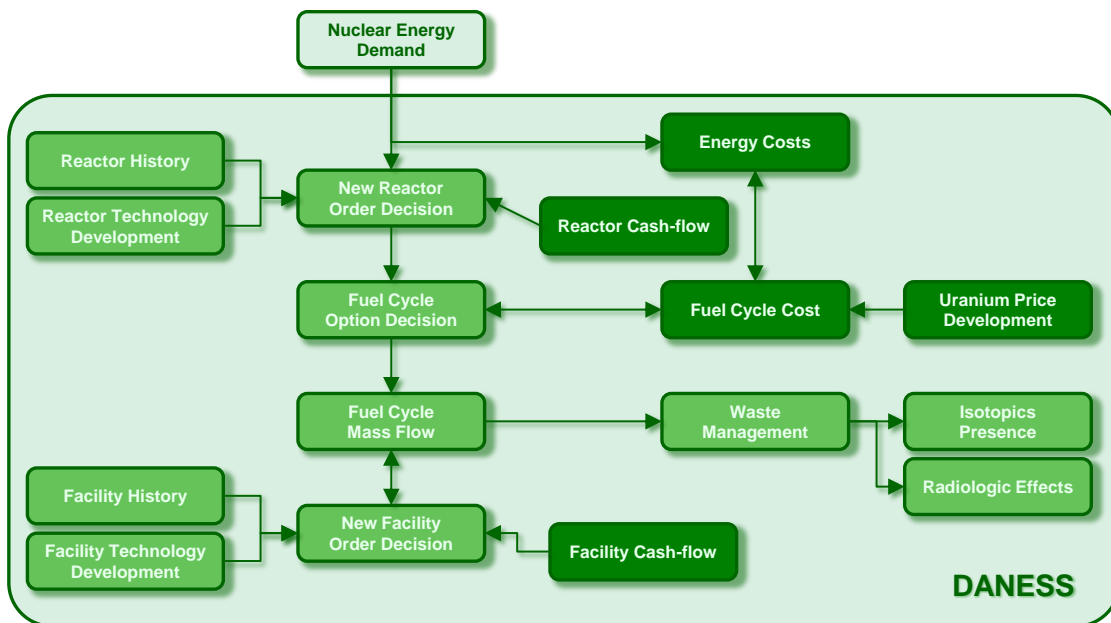 Nuclear Energy
Demand
Reactor History
Energy Costs
New Reactor
Order Decision
Reactor Technology
Development
Reactor Cash-flow
Fuel Cycle
Option Decision
Fuel Cycle Cost
Uranium Price
Development
Fuel Cycle
Mass Flow
Waste
Management
Isotopics
Presence
Radiologic Effects
Facility History
New Facility
Order Decision
Facility Technology
Development
Facility Cash-flow
DANESS